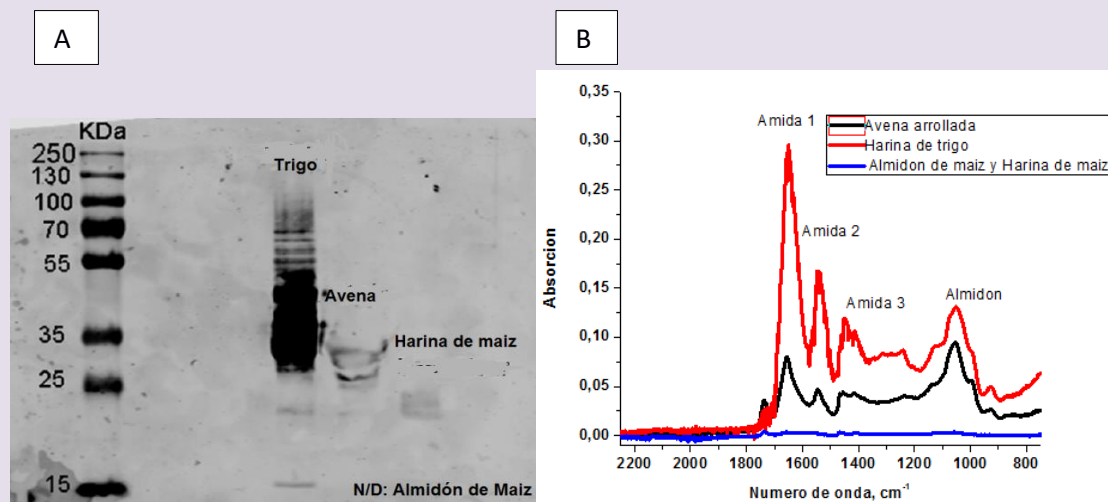 A
B
KDa
250
130
100
70
55
35
25
15
Trigo
Avena
Harina de maiz
N/D: Almidón de Maiz
0,35
0,30
0,25
0,20
0,15
0,10
0,05
0,00
Absorcion
Amida 1
Amida 2
Amida 3
Almidon
Avena arrollada
Harina de trigo
Almidon de maiz y Harina de maiz
2200 2000 1800 1600 1400 1200 1000 800
Numero de onda, cm⁻¹